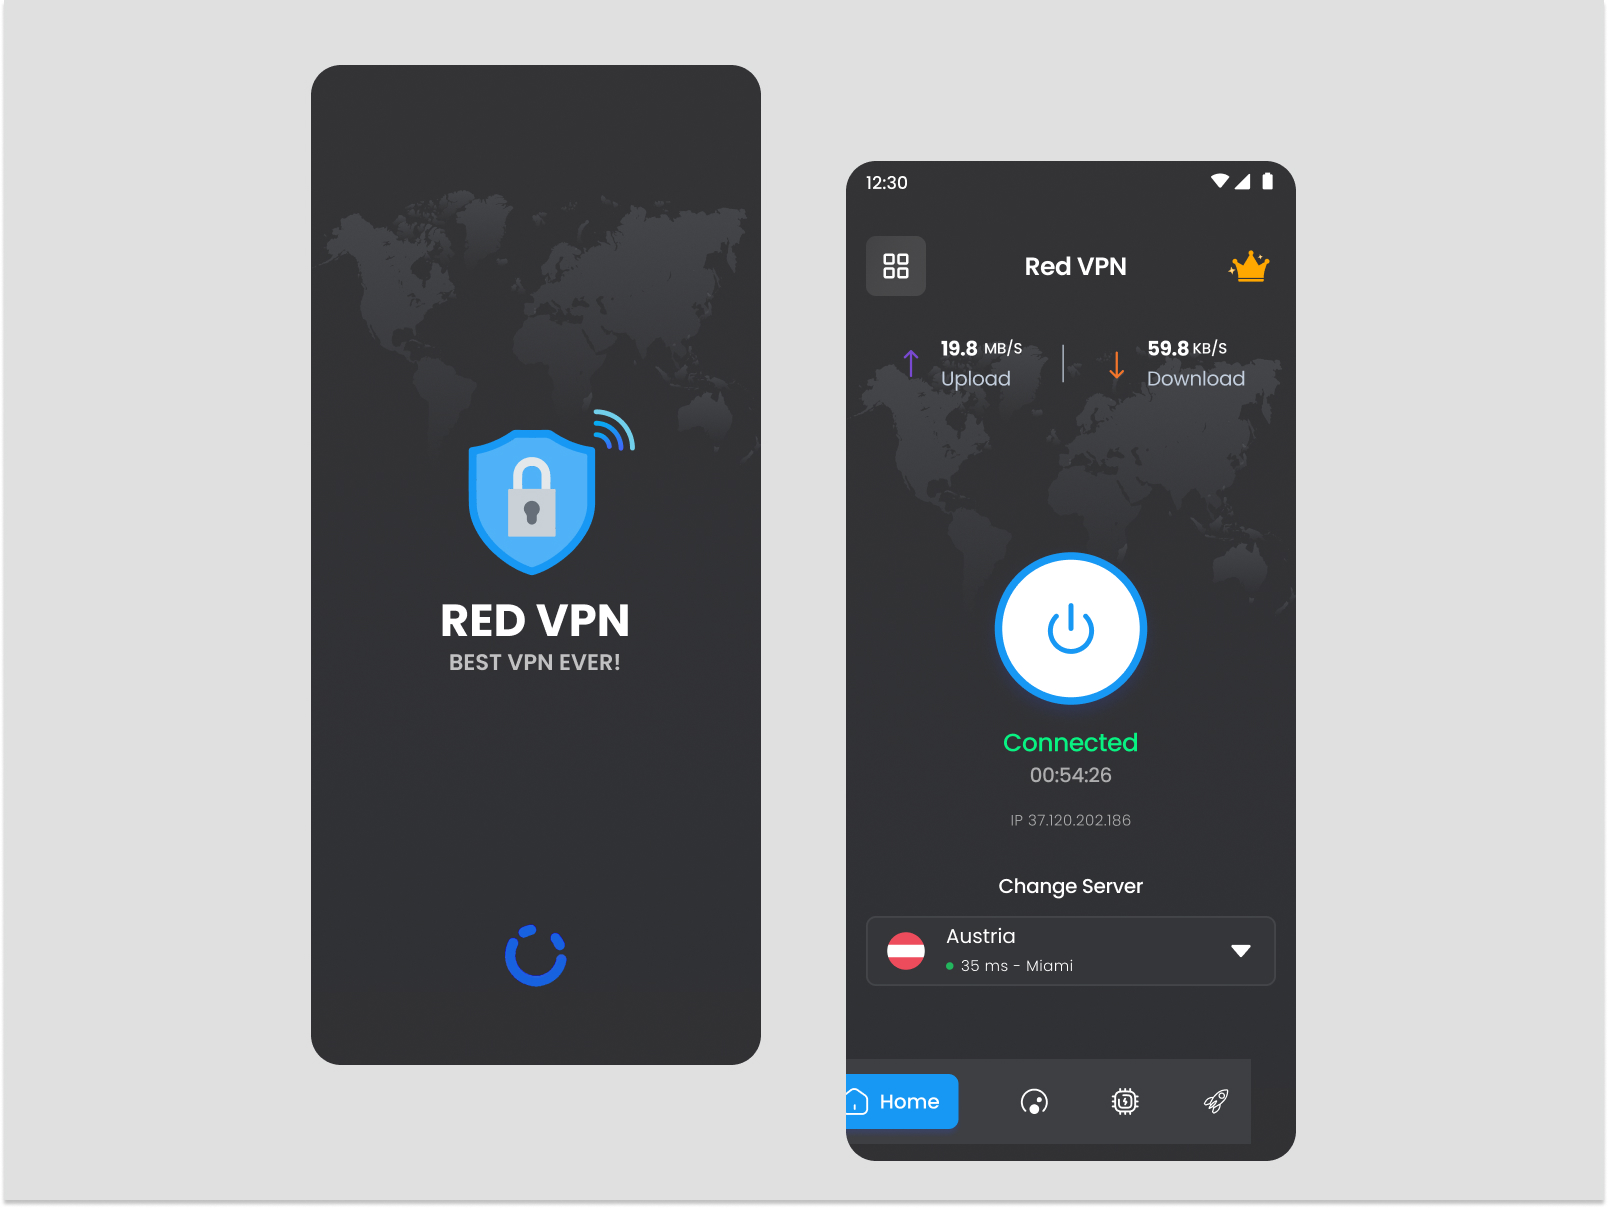 RED VPN
BEST VPN EVER!
12:30
Red VPN
19.8 MB/S
Upload
59.8 KB/S
Download
Connected
00:54:26
IP 37.120.202.186
Change Server
Austria
35 ms - Miami
Home